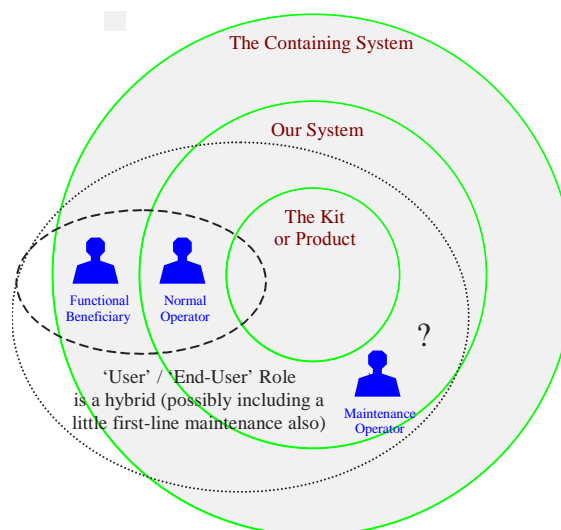 The Containing System
Our System
The Kit
or Product
Functional
Beneficiary
Normal
Operator
?
‘User’ / ‘End-User’ Role
is a hybrid (possibly including a
little first-line maintenance also)
Maintenance
Operator